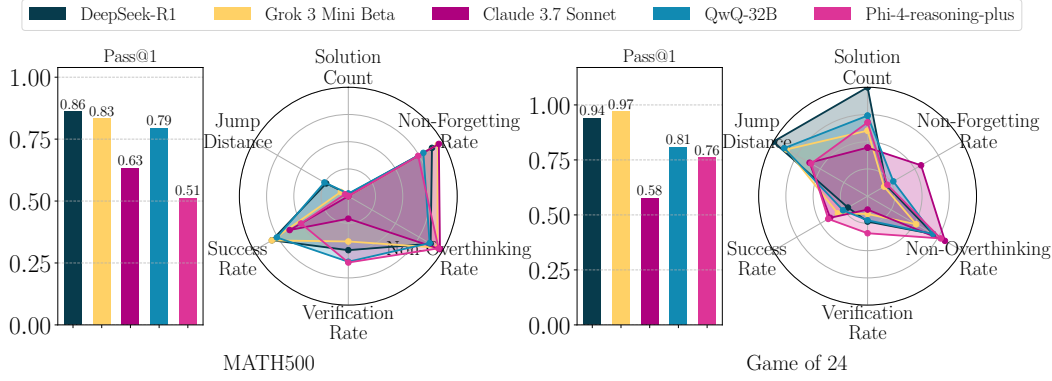 DeepSeek-R1 Grok 3 Mini Beta Claude 3.7 Sonnet QwQ-32B Phi-4-reasoning-plus
Pass@1
1.00
0.75
0.50
0.25
0.00
0.86
0.83
0.63
0.79
0.51
Solution
Count
Non-Forgetting
Rate
Non-Overthinking
Rate
Verification
Rate
Success
Rate
Jump
Distance
MATH500
Pass@1
1.00
0.75
0.50
0.25
0.00
0.94
0.97
0.58
0.81
0.76
Solution
Count
Non-Forgetting
Rate
Non-Overthinking
Rate
Verification
Rate
Success
Rate
Jump
Distance
Game of 24